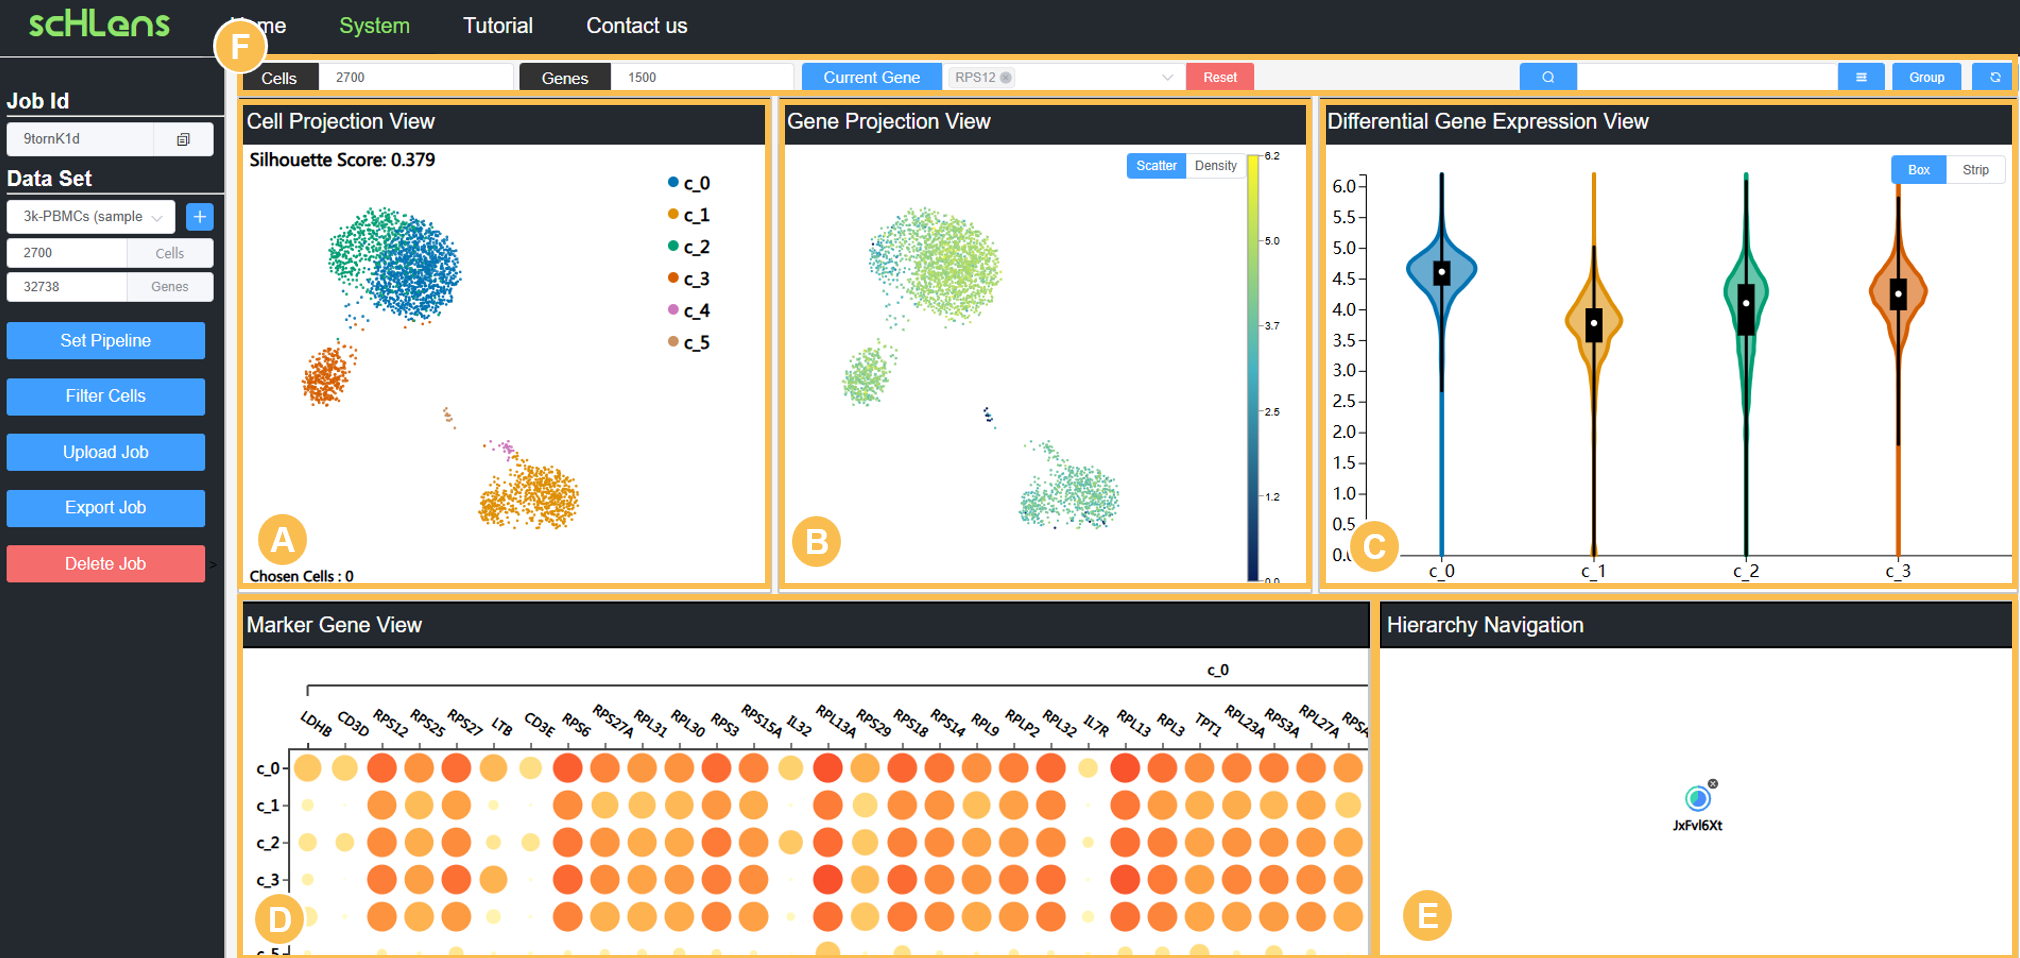 scHLens
Home System Tutorial Contact us
F
Cells 2700 Genes 1500 Current Gene RPS12 Reset Group
Job Id
9tornK1d
Data Set
3k-PBMCs (sample
2700 Cells
32738 Genes
Set Pipeline
Filter Cells
Upload Job
Export Job
Delete Job >
Cell Projection View
Silhouette Score: 0.379
c_0
c_1
c_2
c_3
c_4
c_5
A
Chosen Cells : 0
Gene Projection View
Scatter Density
6.2
5.0
3.7
2.5
1.2
0.0
B
Differential Gene Expression View
Box Strip
6.0
5.5
5.0
4.5
4.0
3.5
3.0
2.5
2.0
1.5
1.0
0.5
0.
C
c_0 c_1 c_2 c_3
Marker Gene View
c_0
LDHB CD3D RPS12 RPS25 RPS27 LTB CD3E RPS6 RPS27A RPL31 RPL30 RPS3 RPS15A IL32 RPL13A RPS29 RPS18 RPS14 RPL9 RPLP2 RPL32 IL7R RPL13 RPL3 TPT1 RPL23A RPS3A RPL27A RPSA
c_0
c_1
c_2
c_3
c_5
D
Hierarchy Navigation
JxFvl6Xt
E